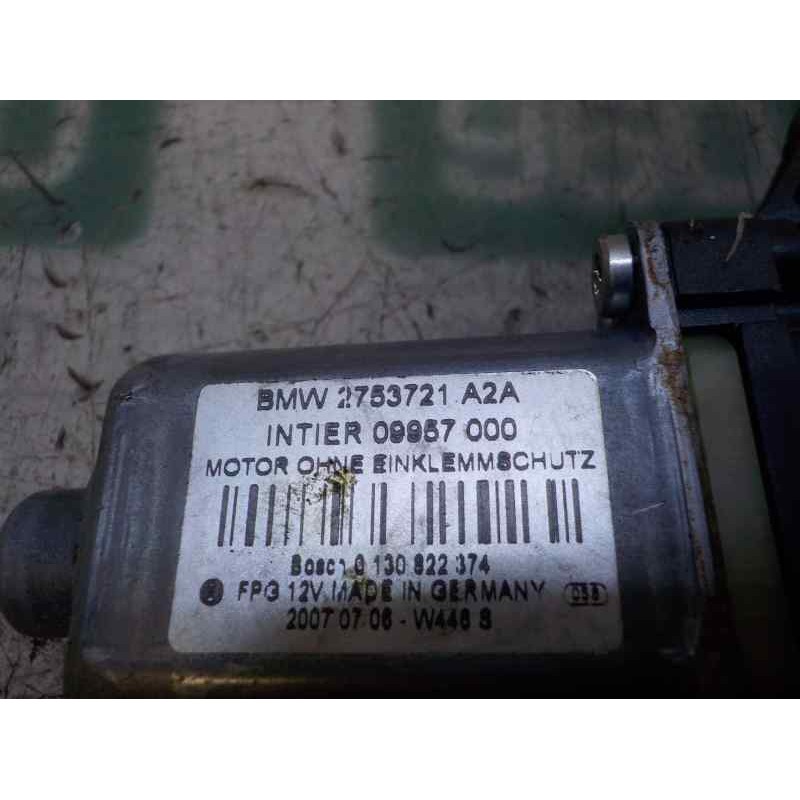 BMW 2753721 A2A
INTIER 09957 000
MOTOR OHNE EINKLEMMSCHUTZ
Bosch 0 130 822 374
FPG 12V MADE IN GERMANY 058
2007 07 06 - W446 S